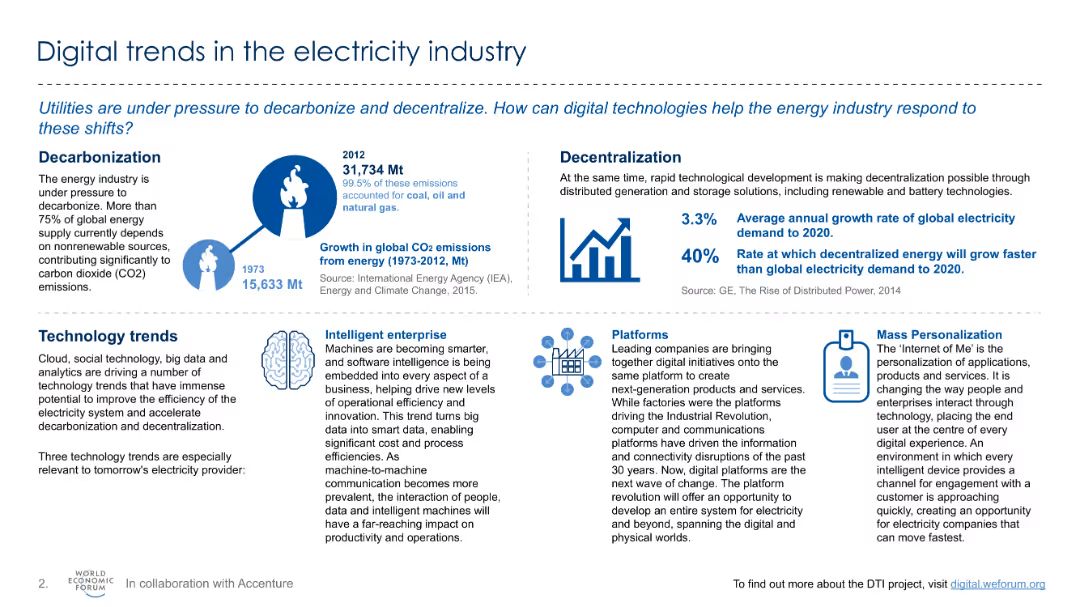 Digital trends in the electricity industry
Utilities are under pressure to decarbonize and decentralize. How can digital technologies help the energy industry respond to
these shifts?
Decarbonization
The energy industry is
under pressure to
decarbonize. More than
75% of global energy
supply currently depends
on nonrenewable sources,
contributing significantly to
carbon dioxide (CO2)
emissions.
2012
31,734 Mt
99.5% of these emissions
accounted for coal, oil and
natural gas.
1973
15,633 Mt
Growth in global CO₂ emissions
from energy (1973-2012, Mt)
Source: International Energy Agency (IEA),
Energy and Climate Change, 2015.
Decentralization
At the same time, rapid technological development is making decentralization possible through
distributed generation and storage solutions, including renewable and battery technologies.
3.3% Average annual growth rate of global electricity
demand to 2020.
40% Rate at which decentralized energy will grow faster
than global electricity demand to 2020.
Source: GE, The Rise of Distributed Power, 2014
Technology trends
Cloud, social technology, big data and
analytics are driving a number of
technology trends that have immense
potential to improve the efficiency of the
electricity system and accelerate
decarbonization and decentralization.
Three technology trends are especially
relevant to tomorrow's electricity provider:
Intelligent enterprise
Machines are becoming smarter,
and software intelligence is being
embedded into every aspect of a
business, helping drive new levels
of operational efficiency and
innovation. This trend turns big
data into smart data, enabling
significant cost and process
efficiencies. As
machine-to-machine
communication becomes more
prevalent, the interaction of people,
data and intelligent machines will
have a far-reaching impact on
productivity and operations.
Platforms
Leading companies are bringing
together digital initiatives onto the
same platform to create
next-generation products and services.
While factories were the platforms
driving the Industrial Revolution,
computer and communications
platforms have driven the information
and connectivity disruptions of the past
30 years. Now, digital platforms are the
next wave of change. The platform
revolution will offer an opportunity to
develop an entire system for electricity
and beyond, spanning the digital and
physical worlds.
Mass Personalization
The 'Internet of Me' is the
personalization of applications,
products and services. It is
changing the way people and
enterprises interact through
technology, placing the end
user at the centre of every
digital experience. An
environment in which every
intelligent device provides a
channel for engagement with a
customer is approaching
quickly, creating an opportunity
for electricity companies that
can move fastest.
2.
WORLD
ECONOMIC
FORUM
In collaboration with Accenture
To find out more about the DTI project, visit digital.weforum.org